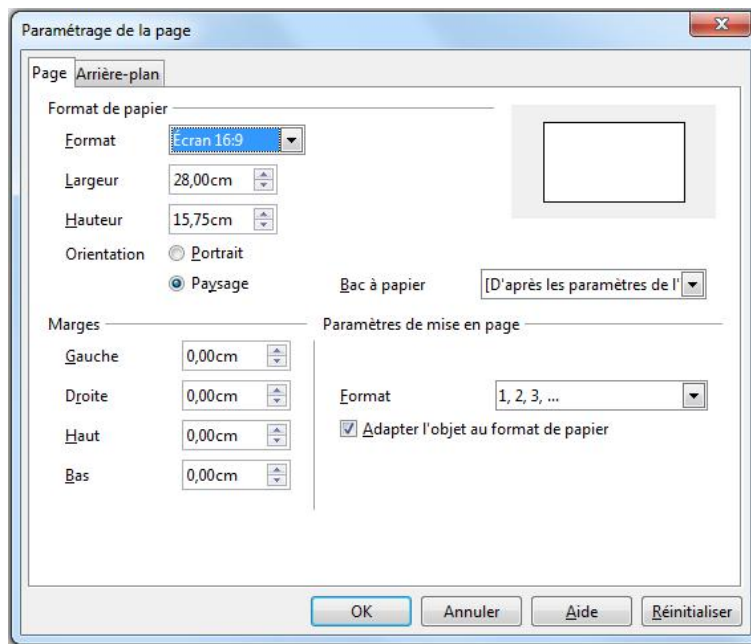 Paramétrage de la page
Page Arrière-plan
Format de papier
Format Écran 16:9
Largeur 28,00cm
Hauteur 15,75cm
Orientation Portrait
Paysage Bac à papier [D'après les paramètres de l'
Marges Paramètres de mise en page
Gauche 0,00cm
Droite 0,00cm Format 1, 2, 3, ...
Haut 0,00cm Adapter l'objet au format de papier
Bas 0,00cm
OK Annuler Aide Réinitialiser